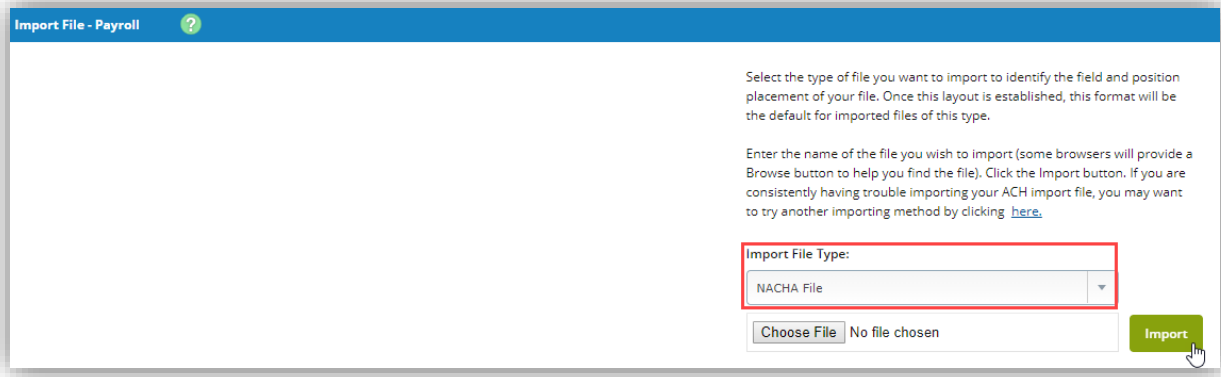 Import File - Payroll ?
Select the type of file you want to import to identify the field and position
placement of your file. Once this layout is established, this format will be
the default for imported files of this type.
Enter the name of the file you wish to import (some browsers will provide a
Browse button to help you find the file). Click the Import button. If you are
consistently having trouble importing your ACH import file, you may want
to try another importing method by clicking here.
Import File Type:
NACHA File
Choose File No file chosen
Import